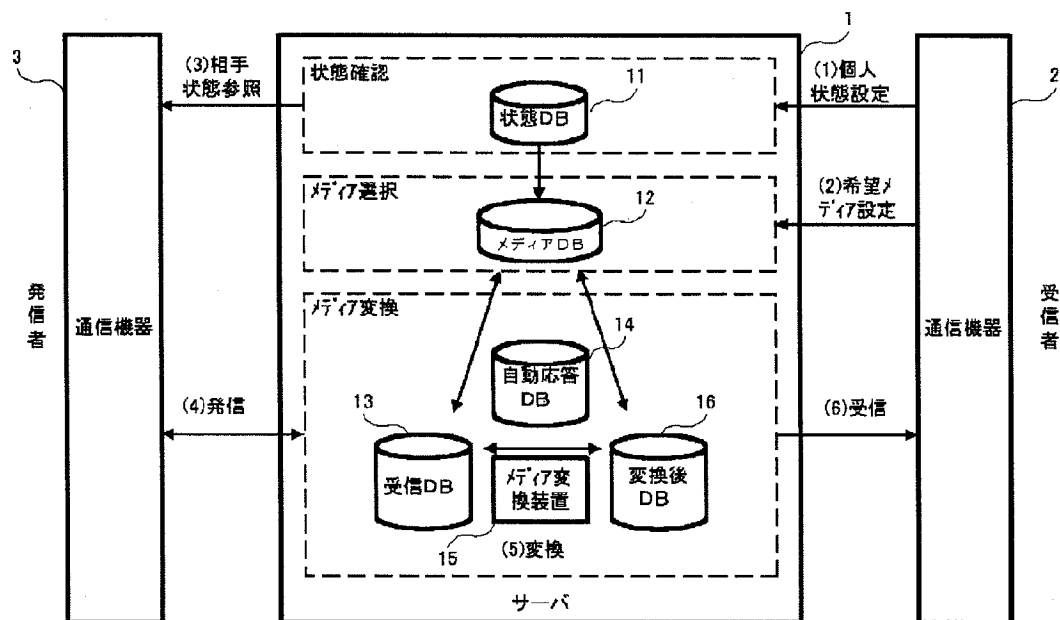 1
3
(3)相手
状態参照
状態確認
11
状態DB
(1)個人
状態設定
2
メディア選択
12
メディアDB
(2)希望メ
ディア設定
メディア変換
発信者
通信機器
受信者
通信機器
14
自動応答
DB
(4)発信
13
受信DB
16
変換後
DB
(6)受信
メディア変
換装置
15
(5)変換
サーバ